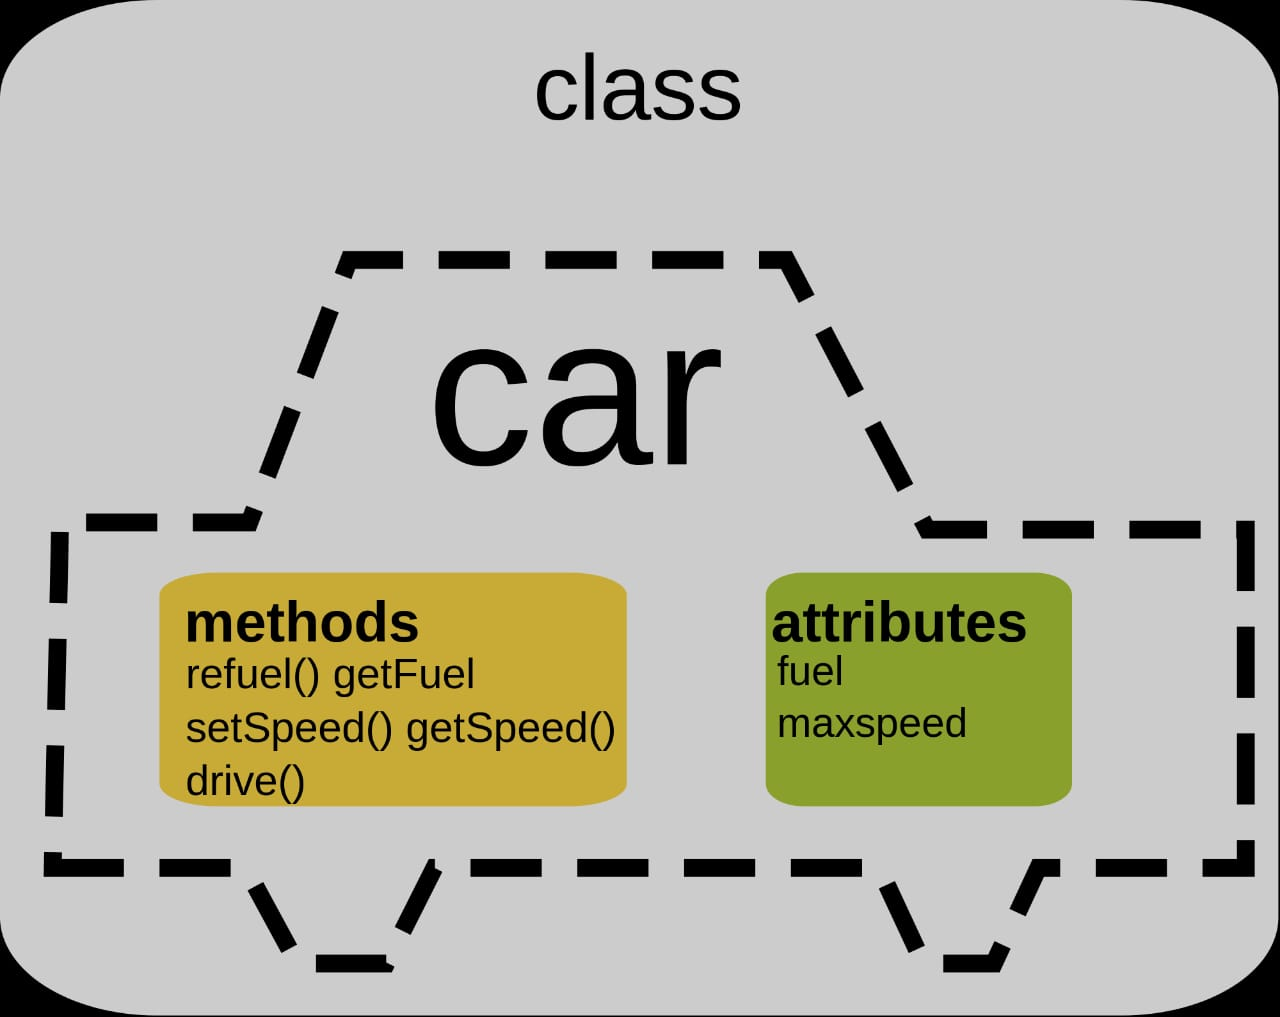 class
car
methods
refuel() getFuel
setSpeed() getSpeed()
drive()
attributes
fuel
maxspeed